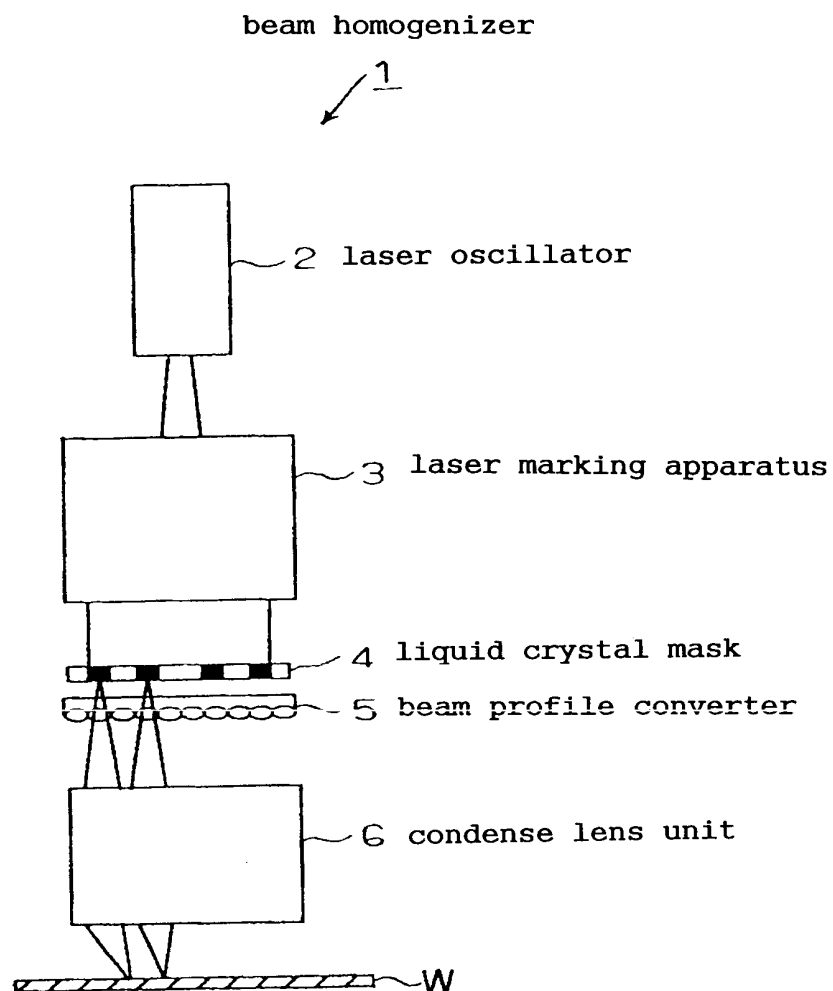 beam homogenizer
1
2 laser oscillator
3 laser marking apparatus
4 liquid crystal mask
5 beam profile converter
6 condense lens unit
W